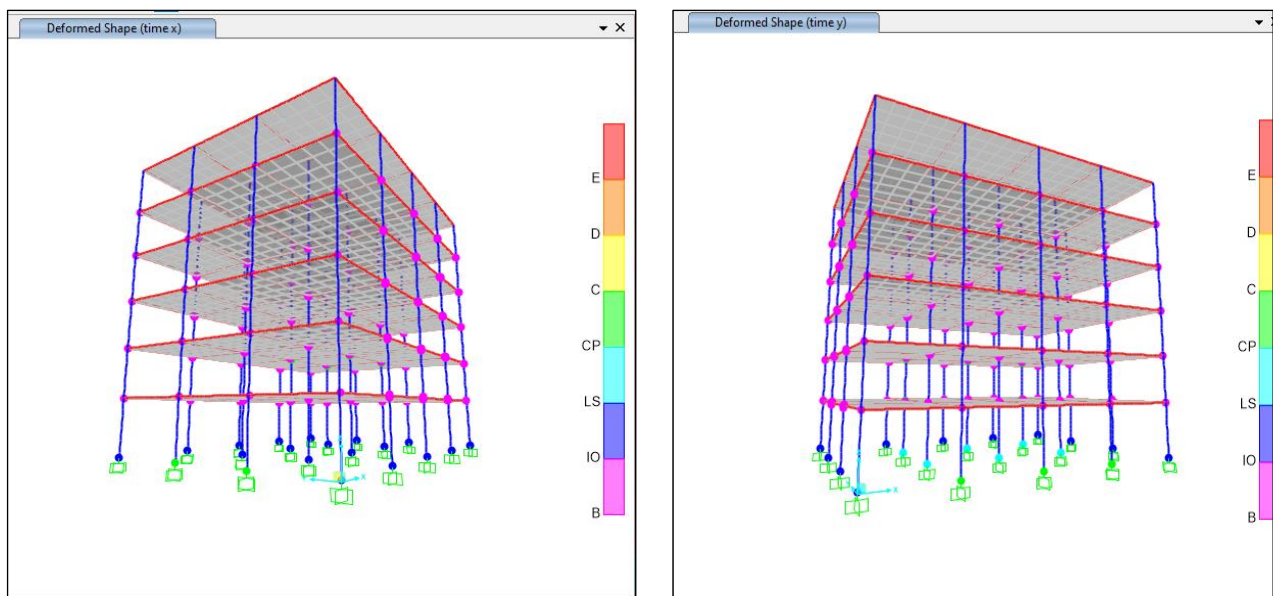 Deformed Shape (time x)
E
D
C
CP
LS
IO
B
X
Deformed Shape (time y)
E
D
C
CP
LS
IO
B
X